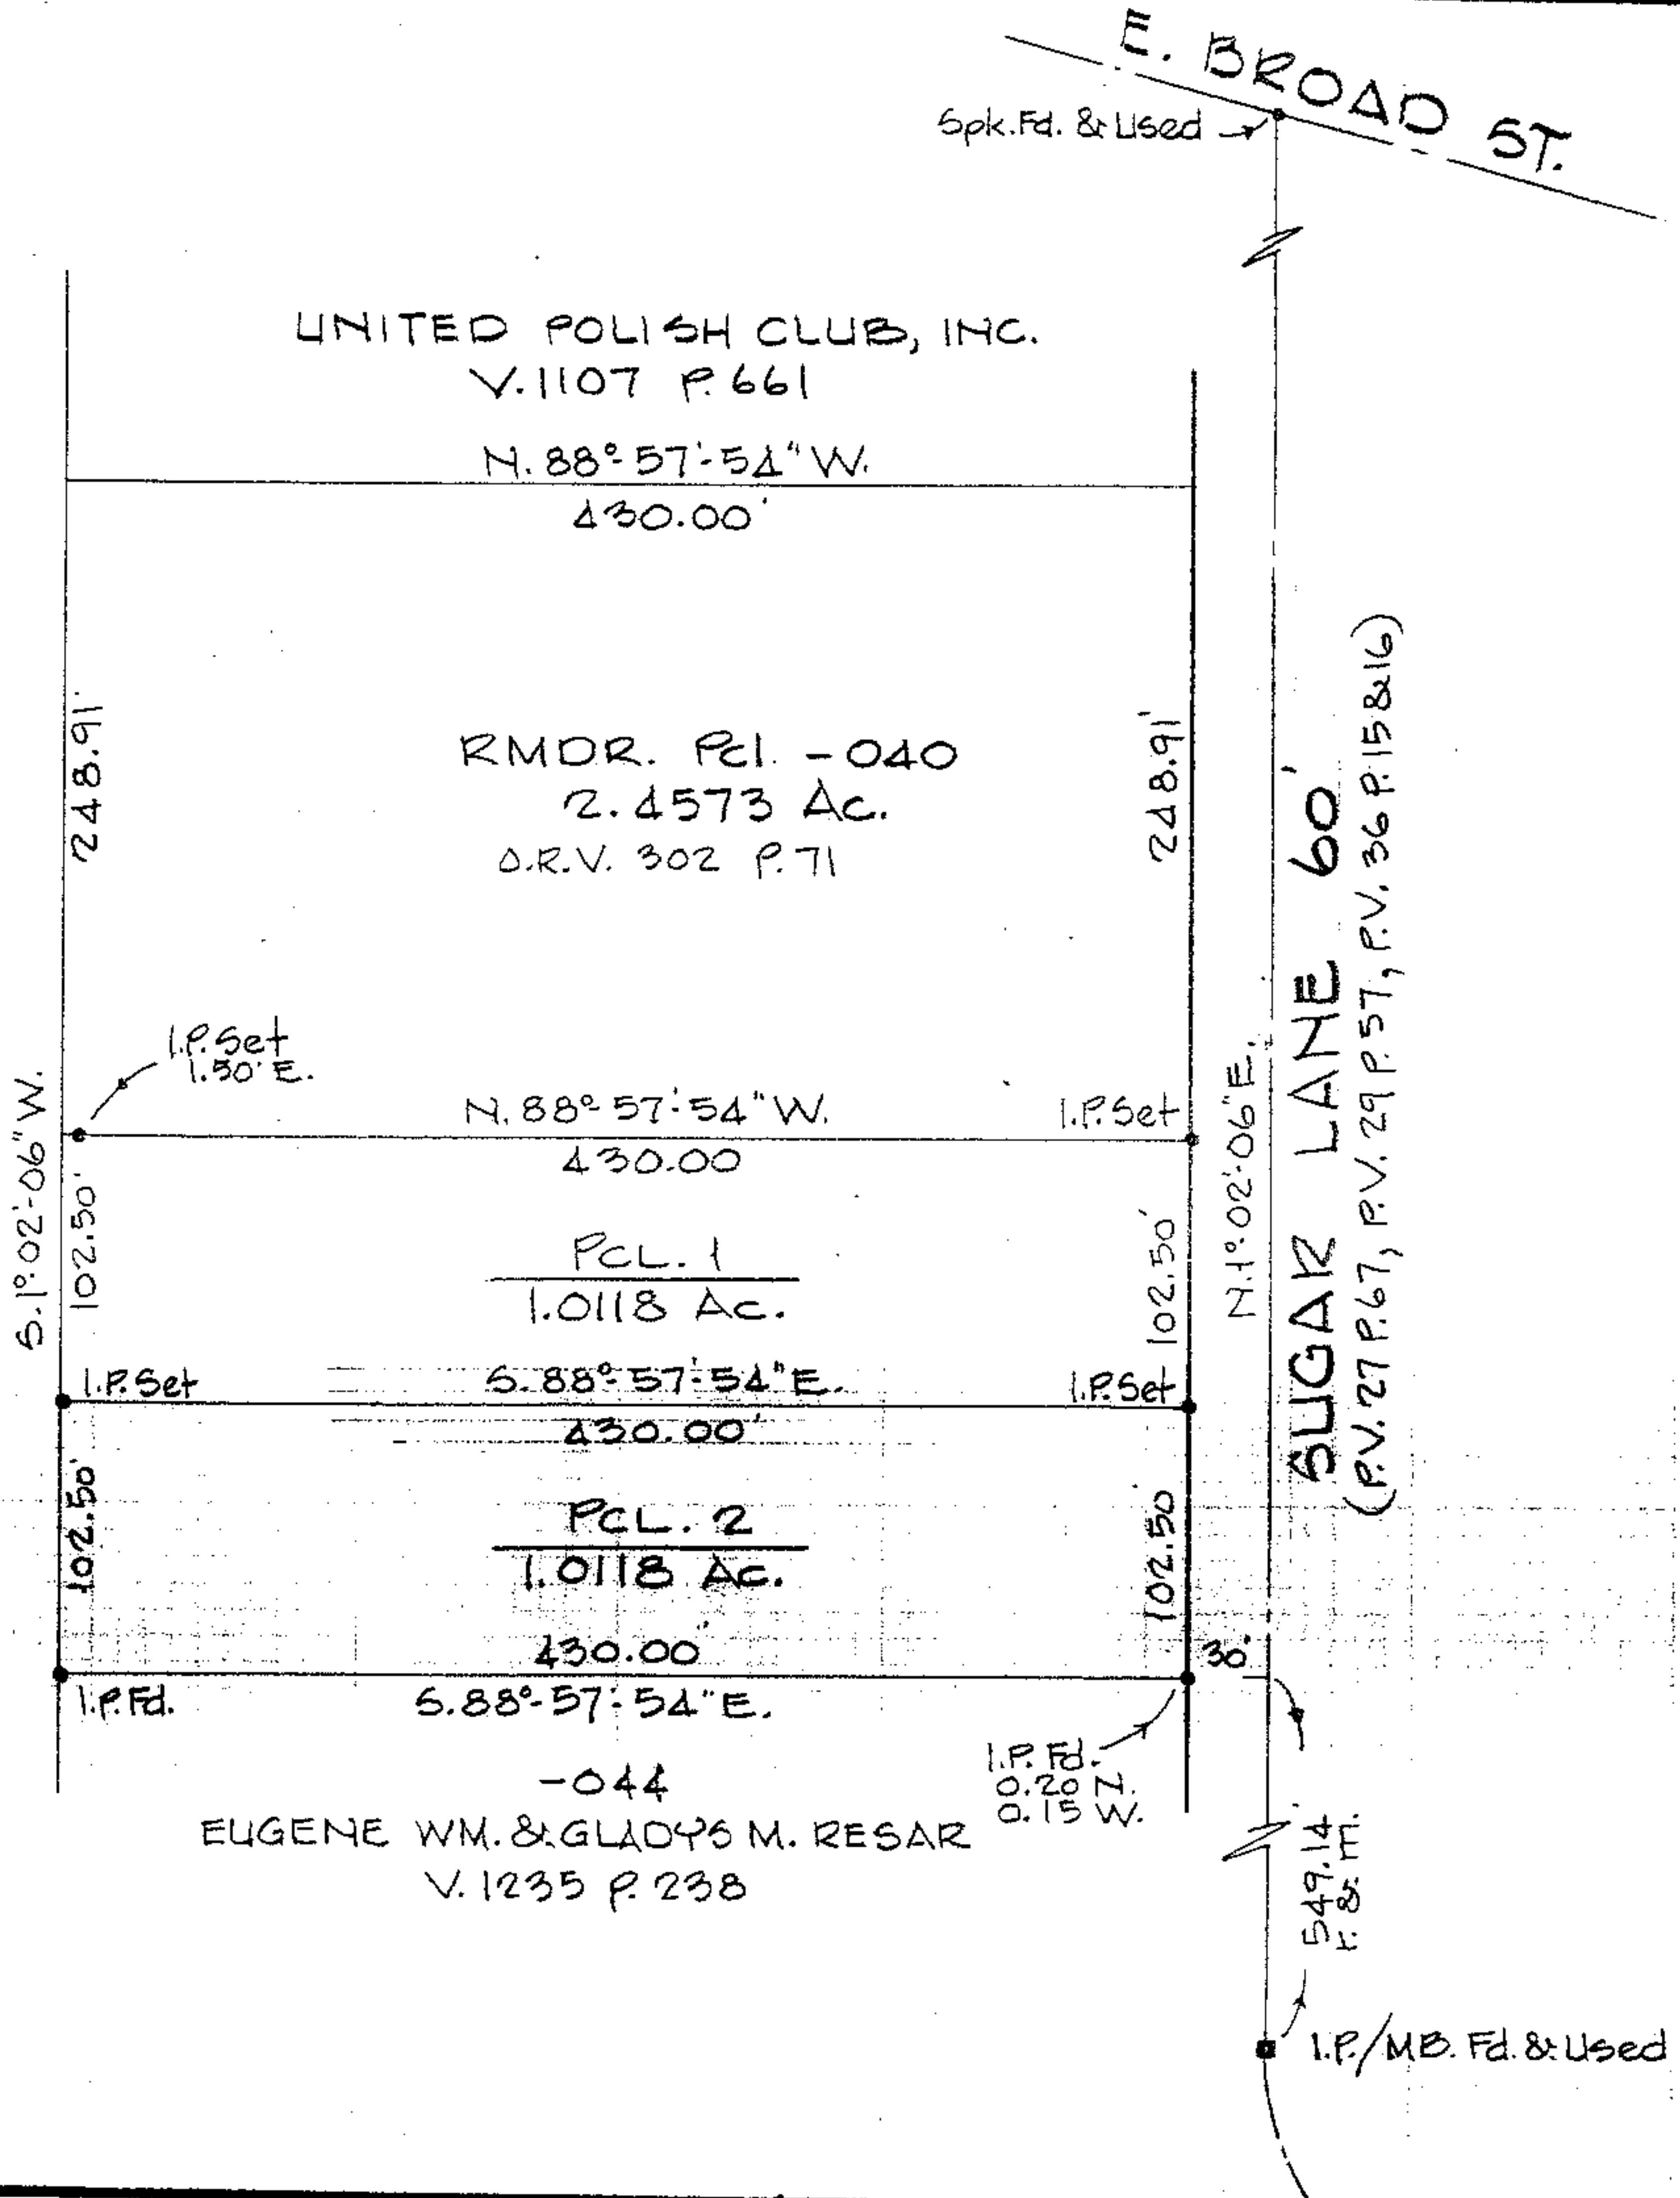 E. BROAD ST.
Spk.Fd. & Used
UNITED POLISH CLUB, INC.
V.1107 P.661
N. 88°-57'-54" W.
430.00'
248.91'
248.91'
RMDR. Pcl. -040
2.4573 Ac.
O.R.V. 302 P.71
SUGAR LANE 60'
(P.V.27 P.67, P.V. 29 P.57, P.V. 36 P.15&16)
I.P.Set
1.50' E.
S.1°-02'-06" W.
N. 88°-57'-54" W.
430.00
I.P.Set
N.1°-02'-06" E.
102.50'
102.50'
PCL. 1
1.0118 Ac.
I.P.Set
S.88°-57'-54" E.
430.00'
I.P.Set
102.50'
102.50
PCL. 2
1.0118 Ac.
430.00'
30'
I.P.Fd.
S.88°-57'-54" E.
I.P. Fd.
0.20 N.
0.15 W.
-044
EUGENE WM. & GLADYS M. RESAR
V. 1235 P. 238
549.14'
r. & m.
I.P./MB. Fd. & Used